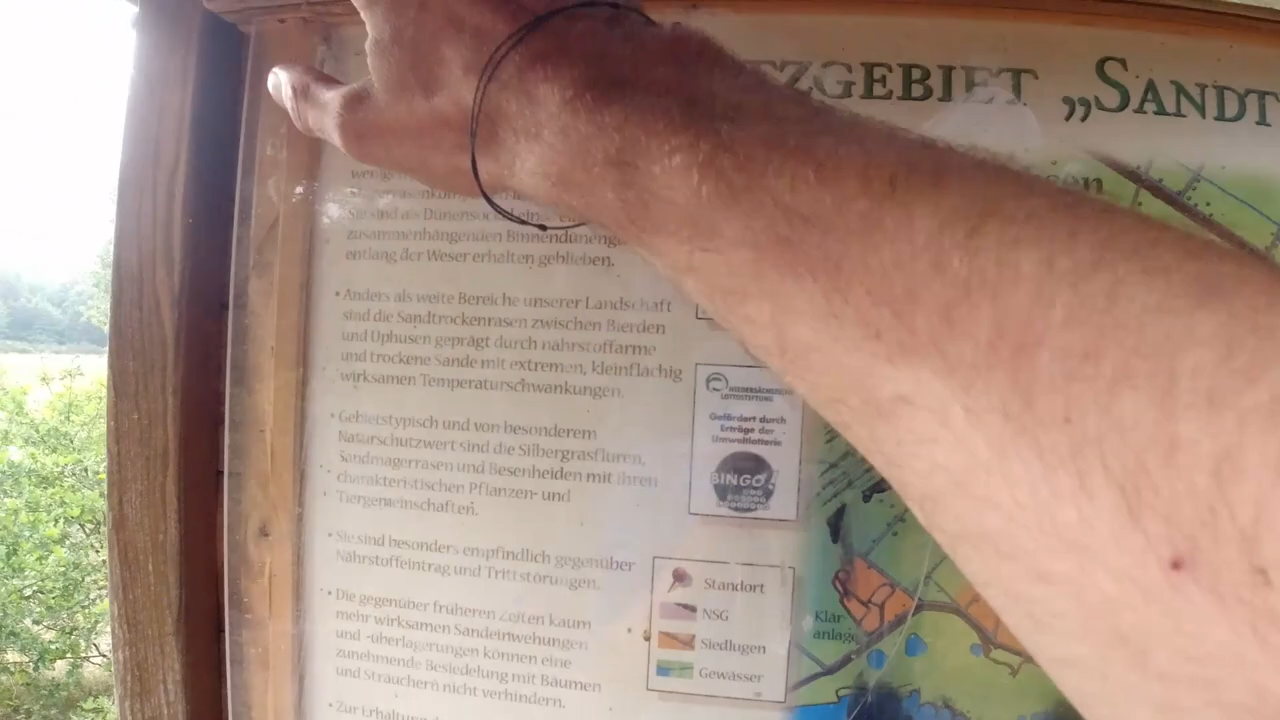 TZGEBIET „SANDT
Sie sind als Dünensockel
zusammenhängenden
entlang der Weser erhalten geblieben.
• Anders als weite Bereiche unserer Landschaft
sind die Sandtrockenrasen zwischen Bierden
und Uphusen geprägt durch nährstoffarme
und trockene Sande mit extremen, kleinflächig
wirksamen Temperaturschwankungen.
• Gebietstypisch und von besonderem
Naturschutzwert sind die Silbergrasfluren,
Sandmagerrasen und Besenheiden mit ihren
charakteristischen Pflanzen- und
Tiergemeinschaften.
• Sie sind besonders empfindlich gegenüber
Nährstoffeintrag und Trittstörungen.
• Die gegenüber früheren Zeiten kaum
mehr wirksamen Sandeinwehungen
und -überlagerungen können eine
zunehmende Besiedelung mit Bäumen
und Sträuchern nicht verhindern.
• Zur Erhaltung
NIEDERSÄCHSISCHE
LOTTOSTIFTUNG
Gefördert durch
Erträge der
Umweltlotterie
BINGO!
Standort
NSG
Siedlugen
Gewässer
Klär-
anlage